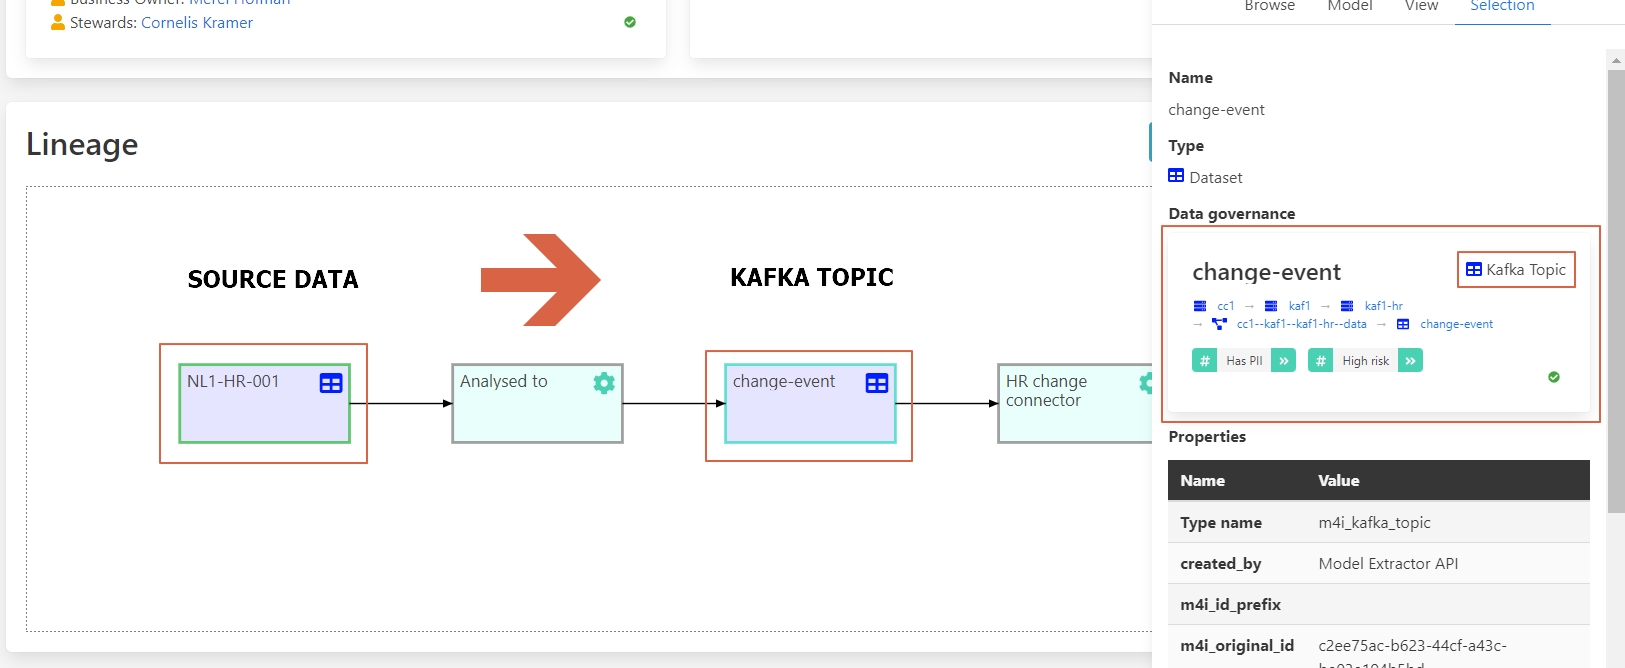 Business Owner: Merel Hofman
Stewards: Cornelis Kramer
Lineage
SOURCE DATA
KAFKA TOPIC
NL1-HR-001
Analysed to
change-event
HR change
connector
Browse Model View Selection
Name
change-event
Type
Dataset
Data governance
change-event
Kafka Topic
cc1 → kaf1 → kaf1-hr
→ cc1--kaf1--kaf1-hr--data → change-event
# Has PII »
# High risk »
Properties
Name Value
Type name m4i_kafka_topic
created_by Model Extractor API
m4i_id_prefix
m4i_original_id c2ee75ac-b623-44cf-a43c-